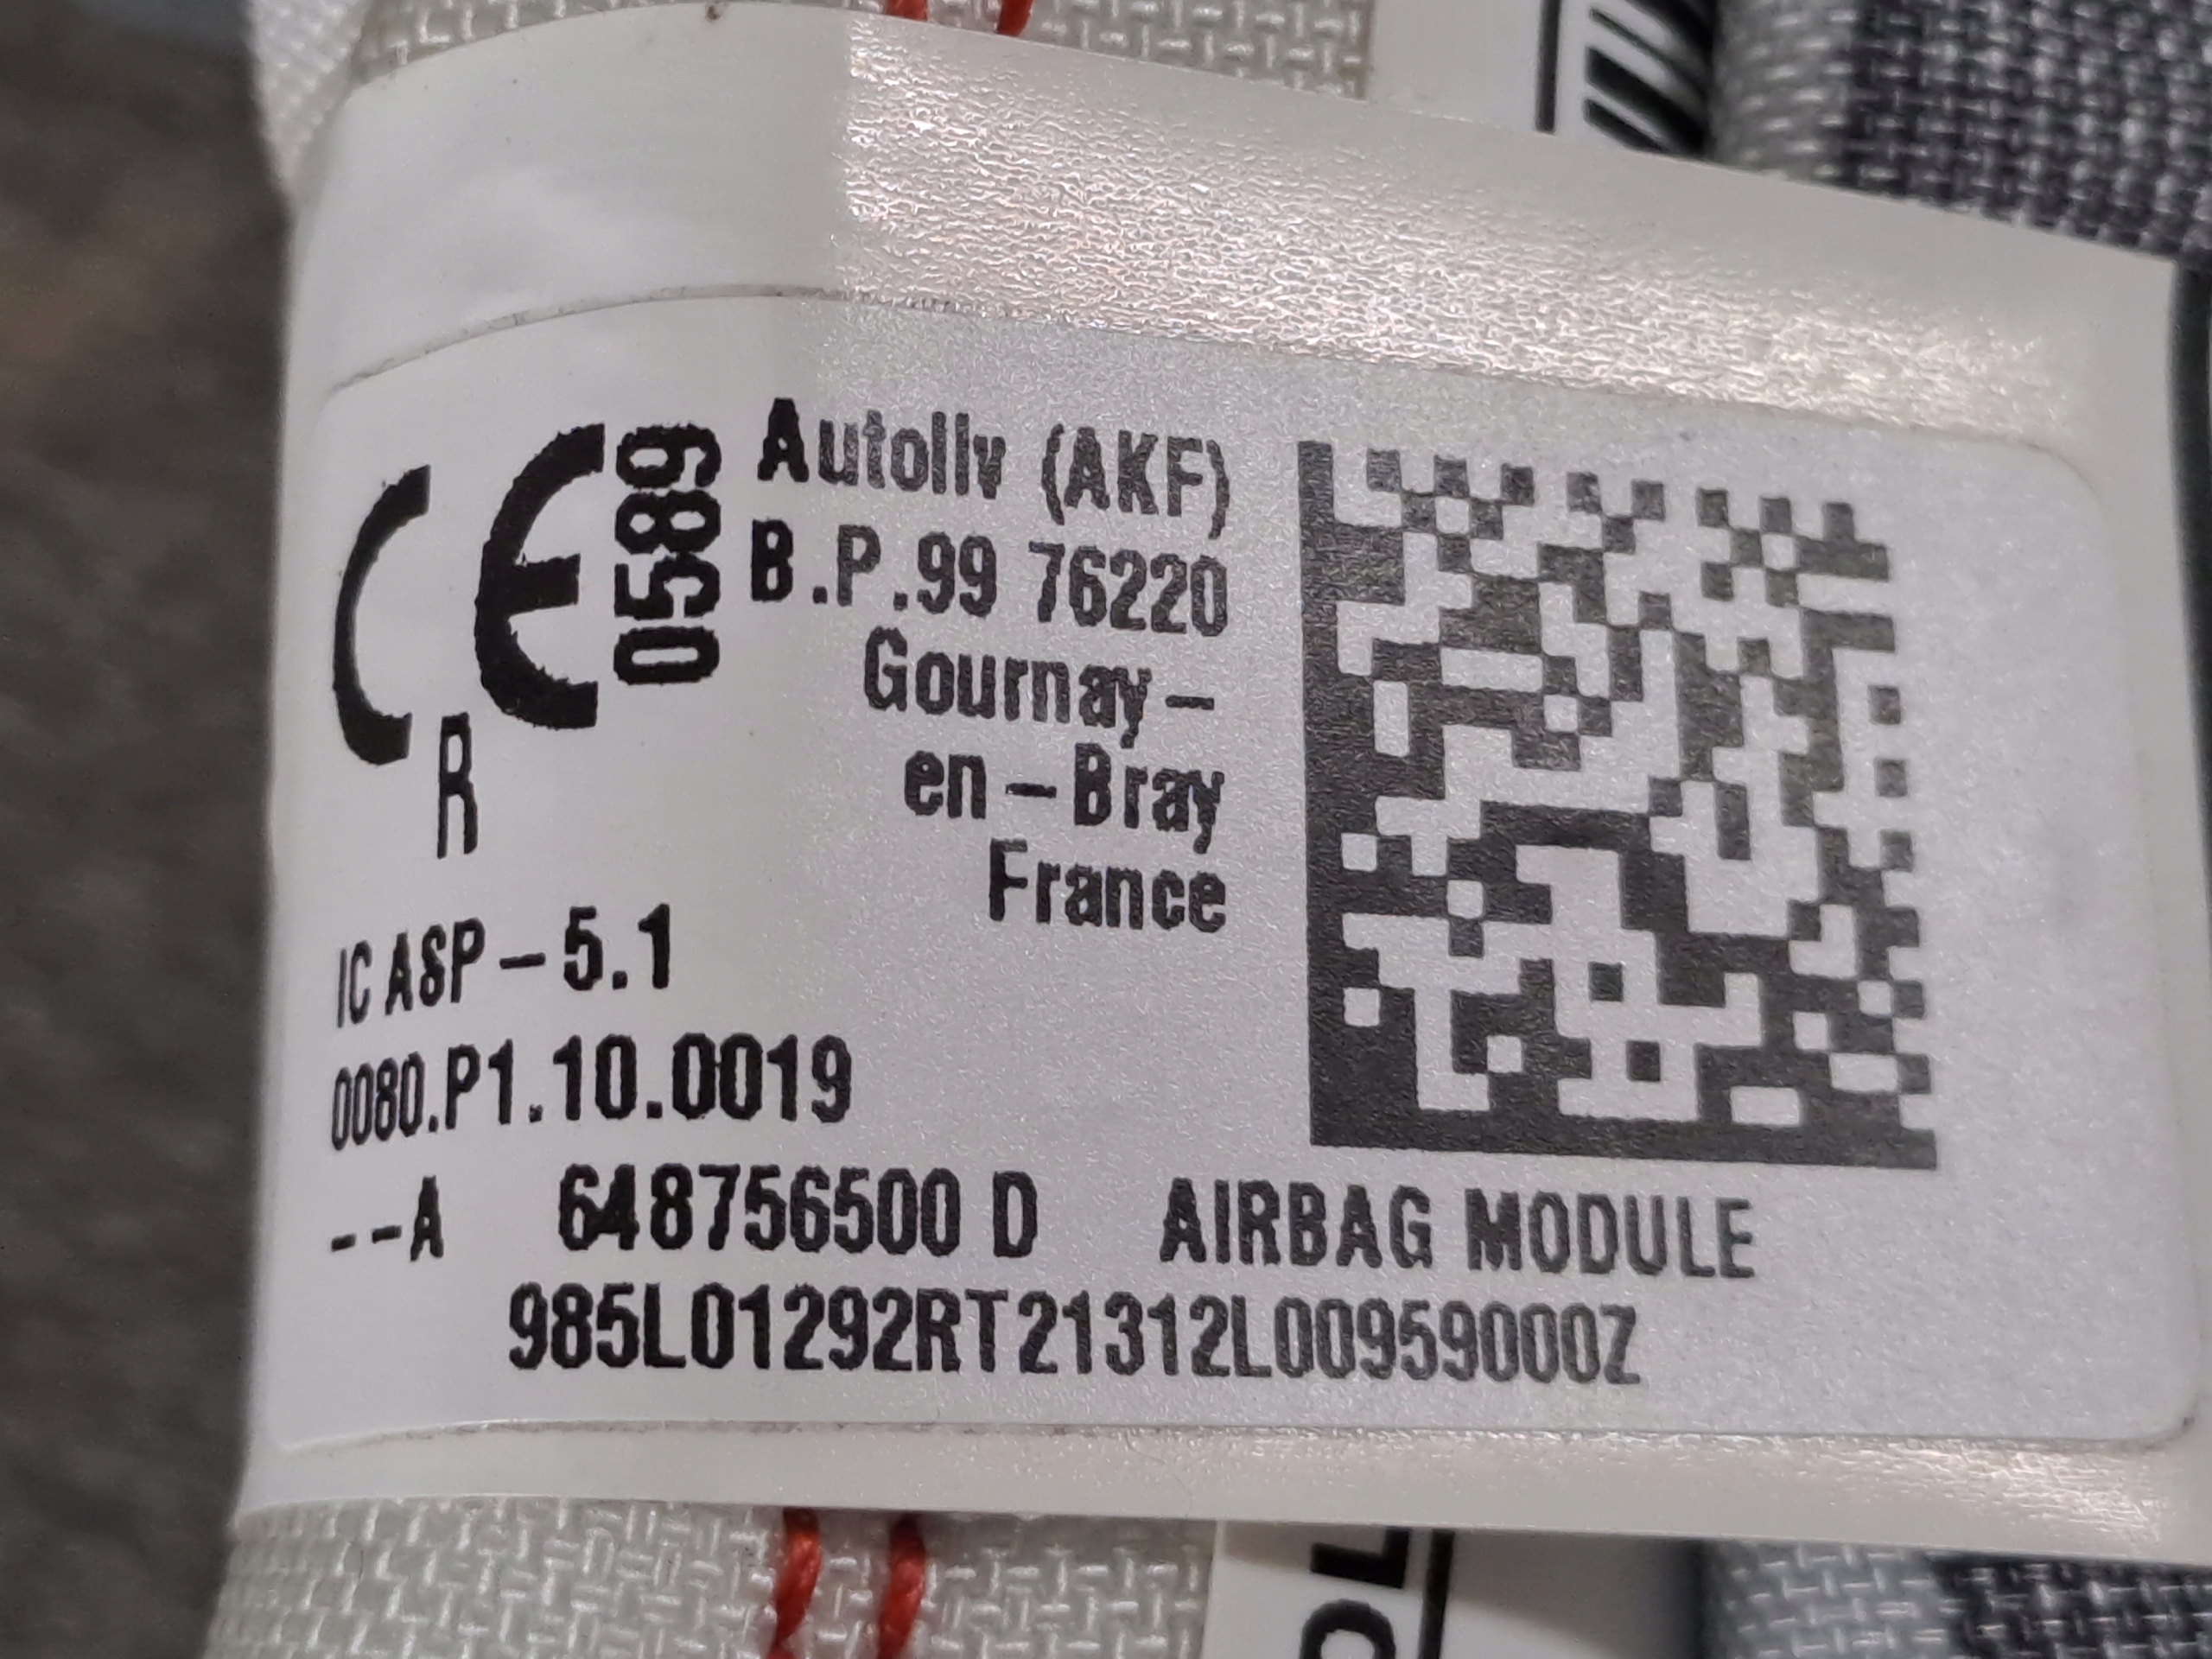 CE 0589
Autoliv (AKF)
B.P.99 76220
Gournay-
en-Bray
France
R
IC ASP-5.1
0080.P1.10.0019
--A 648756500 D AIRBAG MODULE
985L01292RT21312L00959000Z